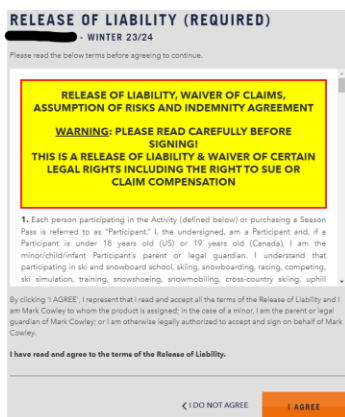 RELEASE OF LIABILITY (REQUIRED)
- WINTER 23/24
Please read the below terms before agreeing to continue.
RELEASE OF LIABILITY, WAIVER OF CLAIMS,
ASSUMPTION OF RISKS AND INDEMNITY AGREEMENT
WARNING: PLEASE READ CAREFULLY BEFORE
SIGNING!
THIS IS A RELEASE OF LIABILITY & WAIVER OF CERTAIN
LEGAL RIGHTS INCLUDING THE RIGHT TO SUE OR
CLAIM COMPENSATION
1. Each person participating in the Activity (defined below) or purchasing a Season
Pass is referred to as "Participant." I, the undersigned, am a Participant and, if a
Participant is under 18 years old (US) or 19 years old (Canada), I am the
minor/child/infant Participant's parent or legal guardian. I understand that
participating in ski and snowboard school, skiing, snowboarding, racing, competing,
ski simulation, training, snowshoeing, snowmobiling, cross-country skiing, uphill
By clicking 'I AGREE', I represent that I read and accept all the terms of the Release of Liability and I
am Mark Cowley to whom the product is assigned; in the case of a minor, I am the parent or legal
guardian of Mark Cowley; or I am otherwise legally authorized to accept and sign on behalf of Mark
Cowley.
I have read and agree to the terms of the Release of Liability.
I DO NOT AGREE
I AGREE